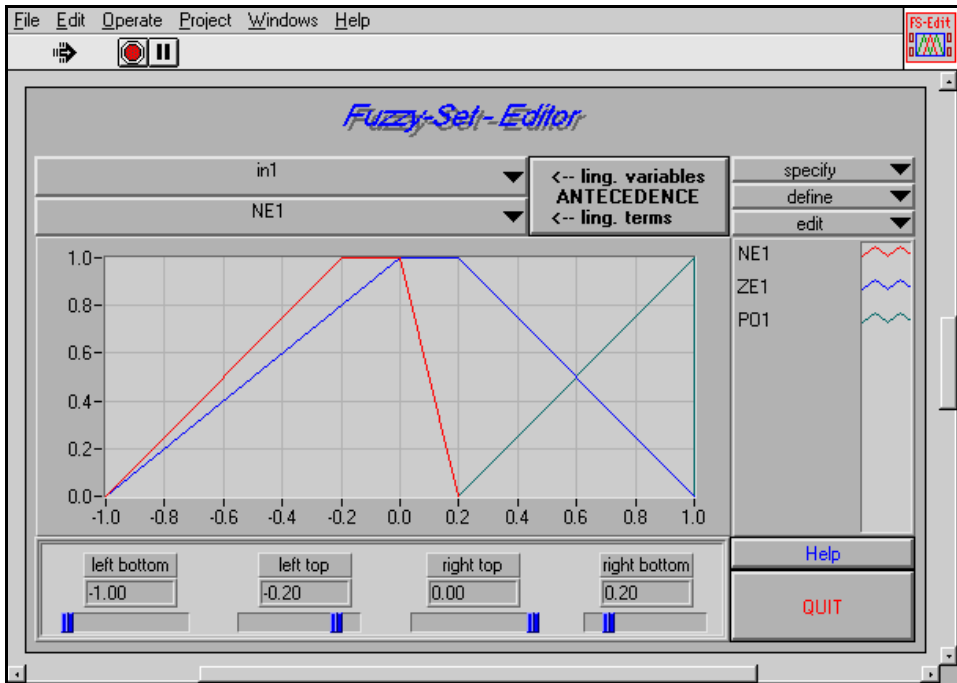 File Edit Operate Project Windows Help
FS-Edit
Fuzzy-Set-Editor
in1
NE1
<-- ling. variables
ANTECEDENCE
<-- ling. terms
specify
define
edit
NE1
ZE1
PO1
1.0
0.8
0.6
0.4
0.2
0.0
-1.0 -0.8 -0.6 -0.4 -0.2 0.0 0.2 0.4 0.6 0.8 1.0
left bottom left top right top right bottom
-1.00 -0.20 0.00 0.20
Help
QUIT